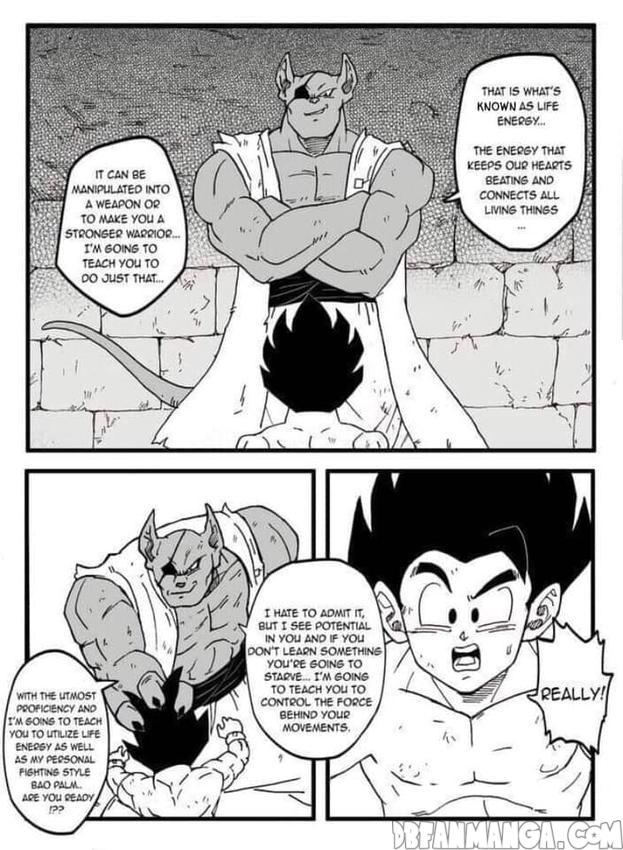 THAT IS WHAT'S
KNOWN AS LIFE
ENERGY...
THE ENERGY THAT
KEEPS OUR HEARTS
BEATING AND
CONNECTS ALL
LIVING THINGS
...
IT CAN BE
MANIPULATED INTO
A WEAPON OR
TO MAKE YOU A
STRONGER WARRIOR...
I'M GOING TO
TEACH YOU TO
DO JUST THAT...
I HATE TO ADMIT IT,
BUT I SEE POTENTIAL
IN YOU AND IF YOU
DON'T LEARN SOMETHING
YOU'RE GOING TO
STARVE... I'M GOING
TO TEACH YOU TO
CONTROL THE FORCE
BEHIND YOUR
MOVEMENTS.
WITH THE UTMOST
PROFICIENCY AND
I'M GOING TO TEACH
YOU TO UTILIZE LIFE
ENERGY AS WELL
AS MY PERSONAL
FIGHTING STYLE
BAO PALM..
ARE YOU READY
!??
REALLY!
DBFANMANGA.COM